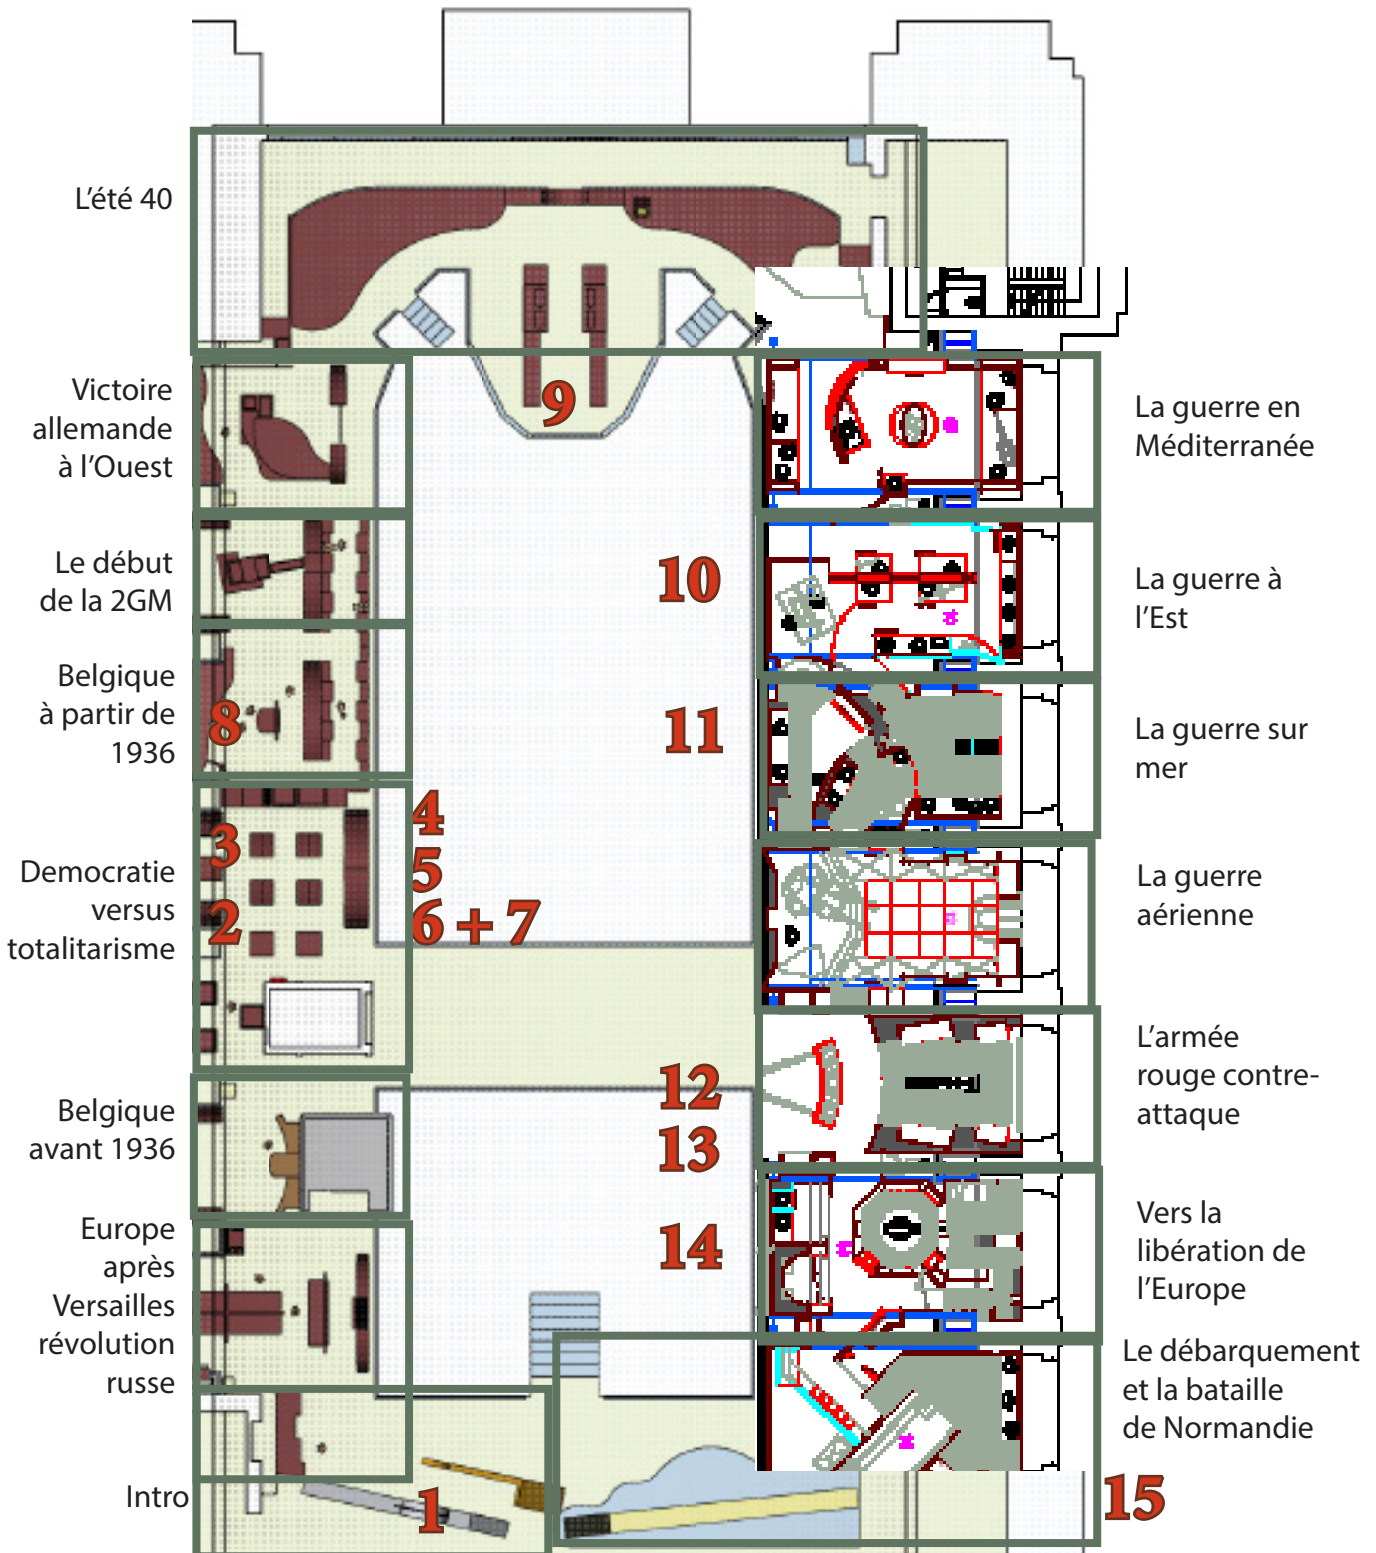 L'été 40
Victoire
allemande
à l'Ouest
9
La guerre en
Méditerranée
Le début
de la 2GM
10
La guerre à
l'Est
Belgique
à partir de
1936
8
11
La guerre sur
mer
Democratie
versus
totalitarisme
3
2
4
5
6 + 7
La guerre
aérienne
Belgique
avant 1936
12
13
L'armée
rouge contre-
attaque
Europe
après
Versailles
révolution
russe
14
Vers la
libération de
l'Europe
Le débarquement
et la bataille
de Normandie
Intro
1
15